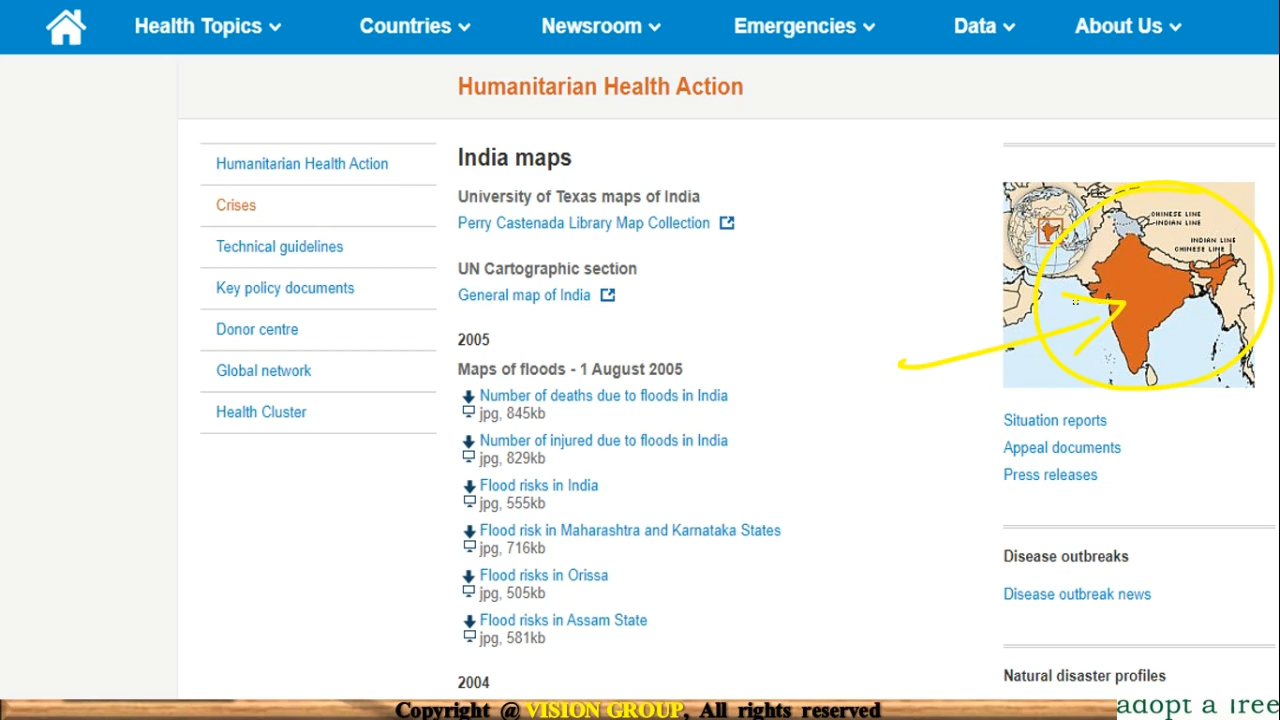 Health Topics Countries Newsroom Emergencies Data About Us
Humanitarian Health Action
Humanitarian Health Action
Crises
Technical guidelines
Key policy documents
Donor centre
Global network
Health Cluster
India maps
University of Texas maps of India
Perry Castenada Library Map Collection
UN Cartographic section
General map of India
2005
Maps of floods - 1 August 2005
Number of deaths due to floods in India
jpg, 845kb
Number of injured due to floods in India
jpg, 829kb
Flood risks in India
jpg, 555kb
Flood risk in Maharashtra and Karnataka States
jpg, 716kb
Flood risks in Orissa
jpg, 505kb
Flood risks in Assam State
jpg, 581kb
2004
CHINESE LINE
INDIAN LINE
INDIAN LINE
CHINESE LINE
Situation reports
Appeal documents
Press releases
Disease outbreaks
Disease outbreak news
Natural disaster profiles
Copyright @ VISION GROUP, All rights reserved
adopt a Tree